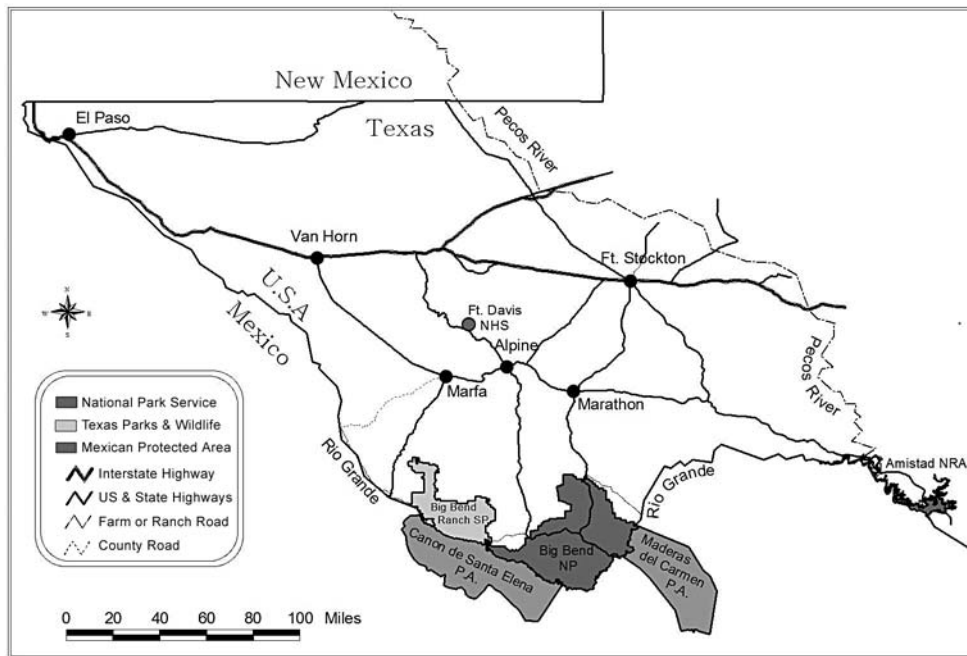 New Mexico
Texas
El Paso
Pecos River
Van Horn
Ft. Stockton
U.S.A
Mexico
Ft. Davis
NHS
Alpine
Marfa
Marathon
Pecos River
Rio Grande
Rio Grande
Amistad NRA
Big Bend
Ranch SP
Canon de Santa Elena
P.A.
Big Bend
NP
Maderas
del Carmen
P.A.
N
W
E
S
National Park Service
Texas Parks & Wildlife
Mexican Protected Area
Interstate Highway
US & State Highways
Farm or Ranch Road
County Road
0 20 40 60 80 100 Miles